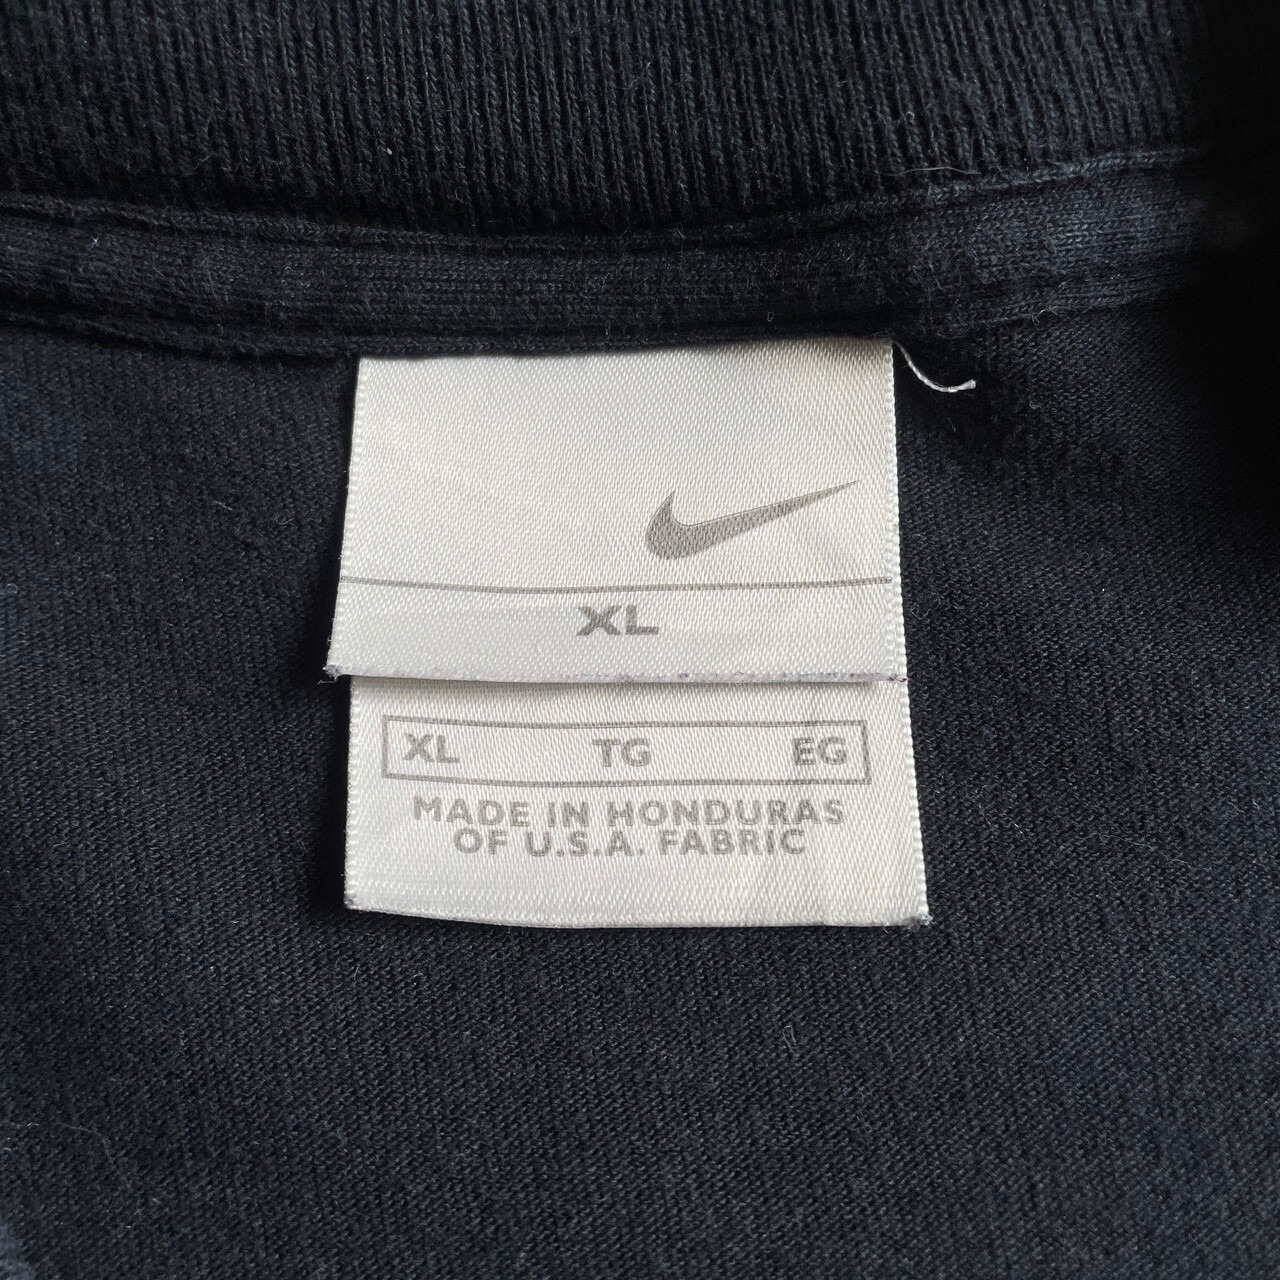 XL
XL TG EG
MADE IN HONDURAS
OF U.S.A. FABRIC